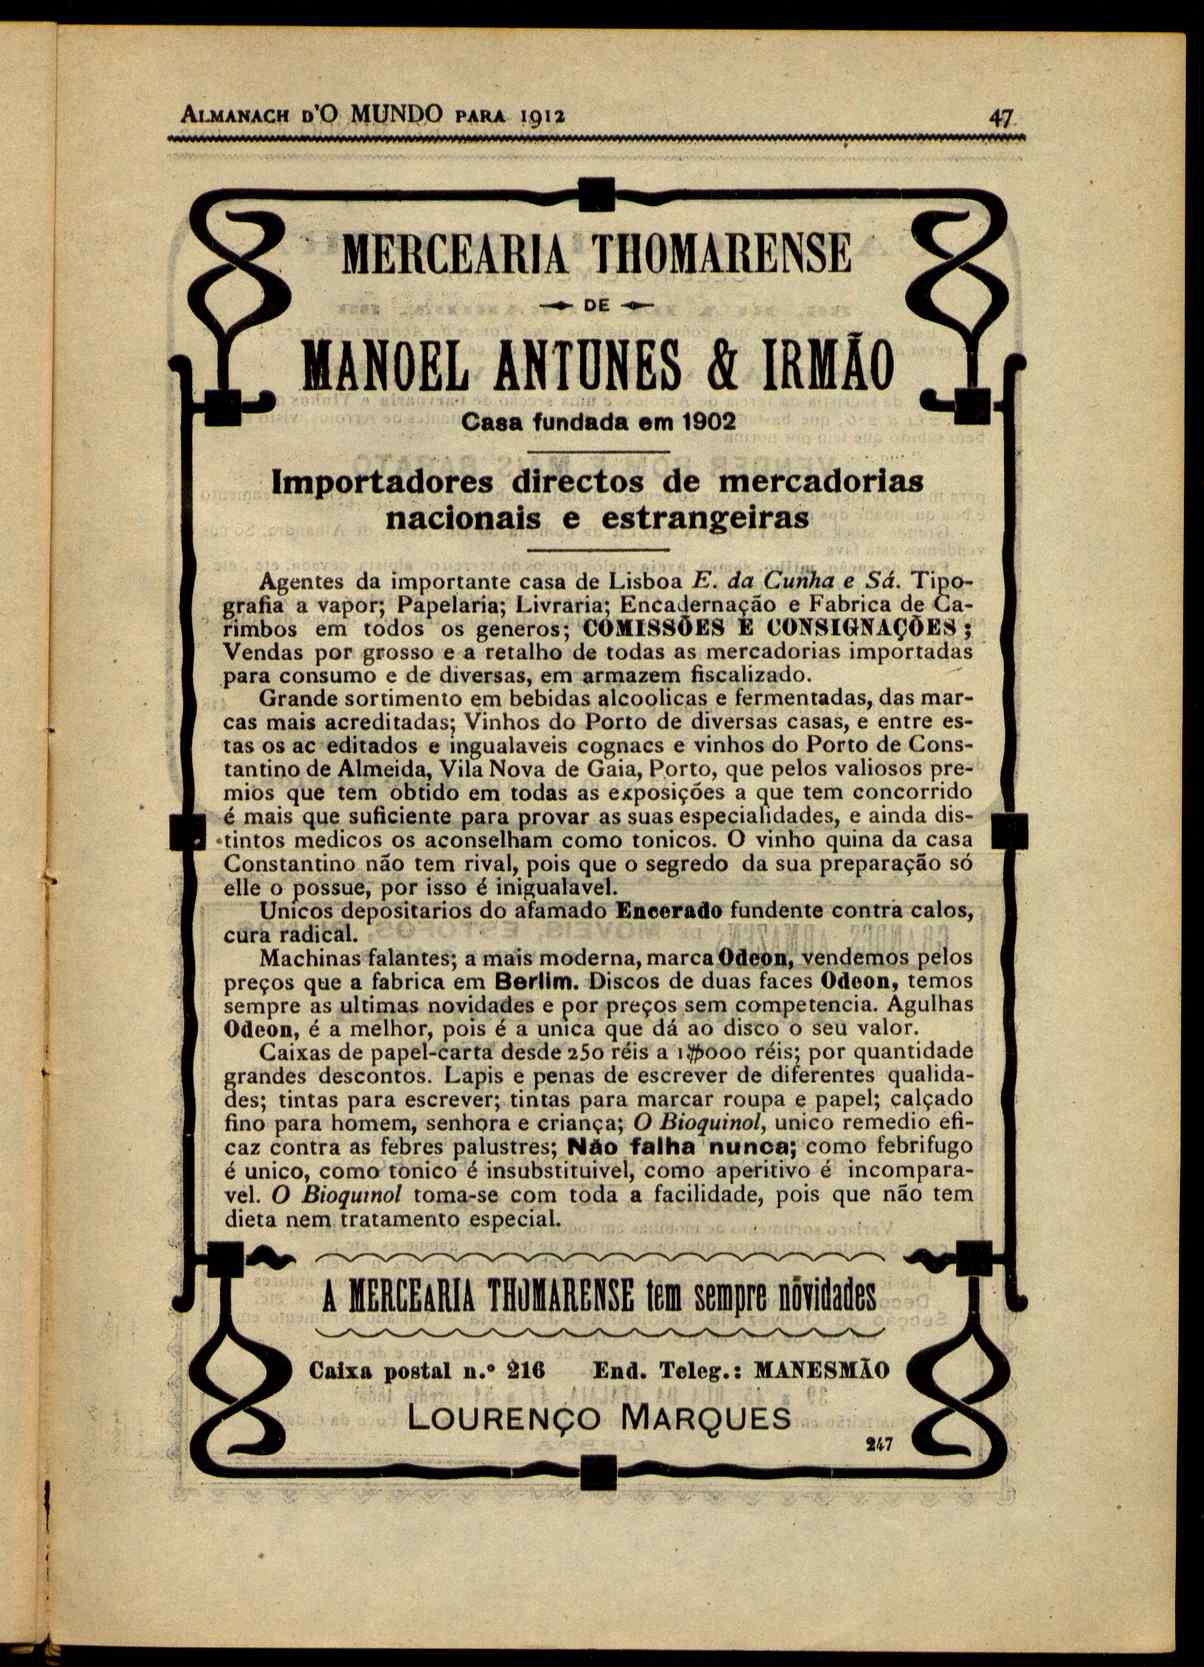 ALMANACH D'O MUNDO PARA 1912 47
MERCEARIA THOMARENSE
DE
MANOEL ANTUNES & IRMÃO
Casa fundada em 1902
Importadores directos de mercadorias
nacionais e estrangeiras
Agentes da importante casa de Lisboa E. da Cunha e Sá. Tipo-
grafia a vapor; Papelaria; Livraria; Encadernação e Fabrica de Ca-
rimbos em todos os generos; COMISSÕES E CONSIGNAÇÕES;
Vendas por grosso e a retalho de todas as mercadorias importadas
para consumo e de diversas, em armazem fiscalizado.
Grande sortimento em bebidas alcoolicas e fermentadas, das mar-
cas mais acreditadas; Vinhos do Porto de diversas casas, e entre es-
tas os ac editados e ingualaveis cognacs e vinhos do Porto de Cons-
tantino de Almeida, Vila Nova de Gaia, Porto, que pelos valiosos pre-
mios que tem obtido em todas as exposições a que tem concorrido
é mais que suficiente para provar as suas especialidades, e ainda dis-
tintos medicos os aconselham como tonicos. O vinho quina da casa
Constantino não tem rival, pois que o segredo da sua preparação só
elle o possue, por isso é inigualavel.
Unicos depositarios do afamado Encerado fundente contra calos,
cura radical.
Machinas falantes; a mais moderna, marca Odeon, vendemos pelos
preços que a fabrica em Berlim. Discos de duas faces Odeon, temos
sempre as ultimas novidades e por preços sem competencia. Agulhas
Odeon, é a melhor, pois é a unica que dá ao disco o seu valor.
Caixas de papel-carta desde 250 réis a 1$000 réis; por quantidade
grandes descontos. Lapis e penas de escrever de diferentes qualida-
des; tintas para escrever; tintas para marcar roupa e papel; calçado
fino para homem, senhora e criança; O Bioquinol, unico remedio efi-
caz contra as febres palustres; Não falha nunca; como febrifugo
é unico, como tonico é insubstituivel, como aperitivo é incompara-
vel. O Bioquinol toma-se com toda a facilidade, pois que não tem
dieta nem tratamento especial.
A MERCEARIA THOMARENSE tem sempre nóvidades
Caixa postal n.º 216 End. Teleg.: MANESMÃO
LOURENÇO MARQUES
247